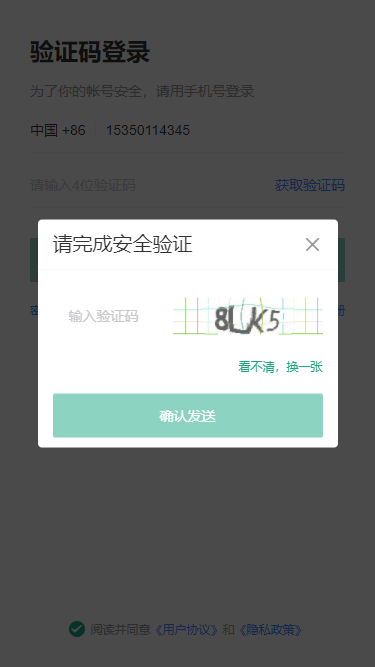 验证码登录
为了你的帐号安全，请用手机号登录
中国 +86 15350114345
请输入4位验证码 获取验证码
请完成安全验证
输入验证码 8LK5
看不清，换一张
确认发送
阅读并同意《用户协议》和《隐私政策》